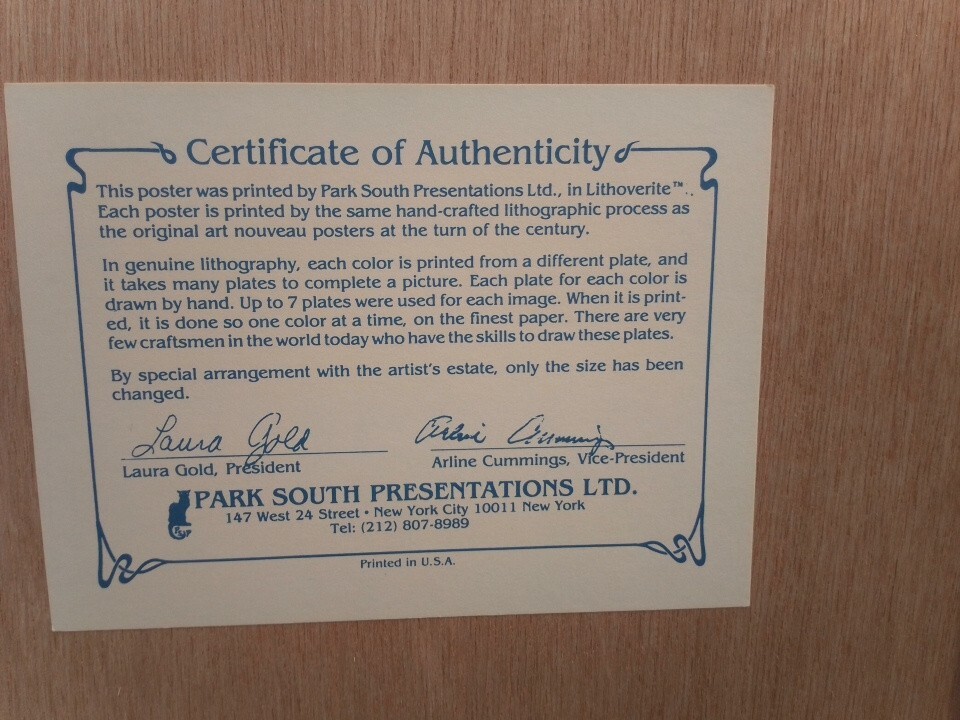 Certificate of Authenticity
This poster was printed by Park South Presentations Ltd., in Lithoverite™.
Each poster is printed by the same hand-crafted lithographic process as
the original art nouveau posters at the turn of the century.
In genuine lithography, each color is printed from a different plate, and
it takes many plates to complete a picture. Each plate for each color is
drawn by hand. Up to 7 plates were used for each image. When it is print-
ed, it is done so one color at a time, on the finest paper. There are very
few craftsmen in the world today who have the skills to draw these plates.
By special arrangement with the artist's estate, only the size has been
changed.
Laura Gold
Arline Cummings
Laura Gold, President
Arline Cummings, Vice-President
PARK SOUTH PRESENTATIONS LTD.
147 West 24 Street • New York City 10011 New York
Tel: (212) 807-8989
Printed in U.S.A.